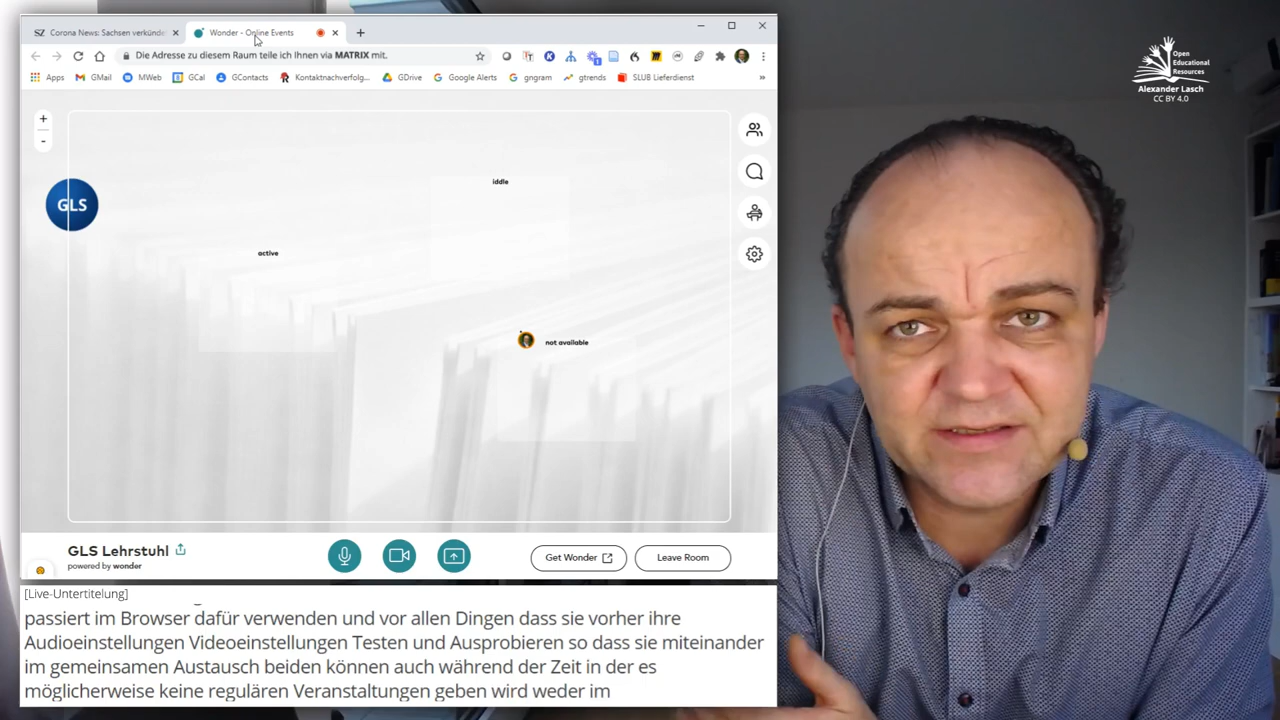 SZ Corona News: Sachsen verkünde
Wonder - Online Events
Die Adresse zu diesem Raum teile ich Ihnen via MATRIX mit.
Apps GMail MWeb GCal GContacts Kontaktnachverfolg... GDrive Google Alerts gngram gtrends SLUB Lieferdienst »
+
-
GLS
iddle
active
not available
GLS Lehrstuhl
powered by wonder
Get Wonder
Leave Room
[Live-Untertitelung]
passiert im Browser dafür verwenden und vor allen Dingen dass sie vorher ihre
Audioeinstellungen Videoeinstellungen Testen und Ausprobieren so dass sie miteinander
im gemeinsamen Austausch beiden können auch während der Zeit in der es
möglicherweise keine regulären Veranstaltungen geben wird weder im
Open
Educational
Resources
Alexander Lasch
CC BY 4.0